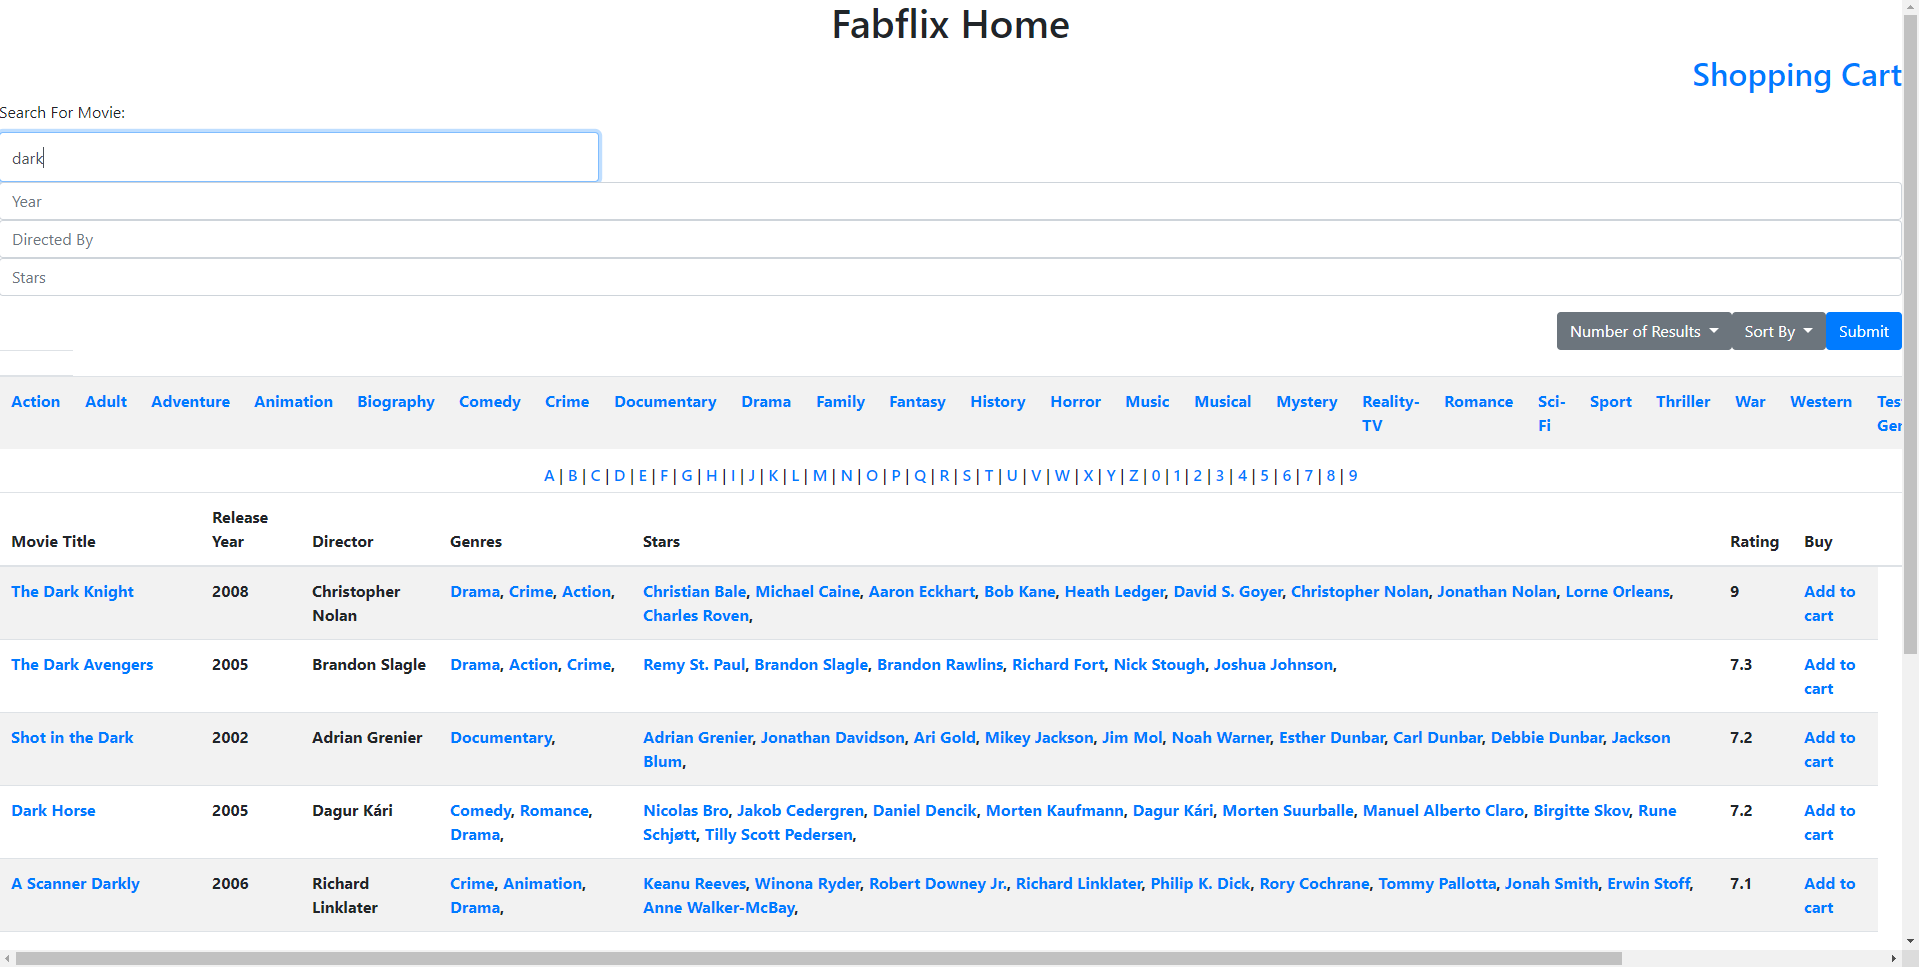 Fabflix Home
Shopping Cart
Search For Movie:
dark
Year
Directed By
Stars
Number of Results Sort By Submit
Action Adult Adventure Animation Biography Comedy Crime Documentary Drama Family Fantasy History Horror Music Musical Mystery Reality- Romance Sci- Sport Thriller War Western
TV Fi
A | B | C | D | E | F | G | H | I | J | K | L | M | N | O | P | Q | R | S | T | U | V | W | X | Y | Z | 0 | 1 | 2 | 3 | 4 | 5 | 6 | 7 | 8 | 9
Release
Movie Title Year Director Genres Stars Rating Buy
The Dark Knight 2008 Christopher Drama, Crime, Action, Christian Bale, Michael Caine, Aaron Eckhart, Bob Kane, Heath Ledger, David S. Goyer, Christopher Nolan, Jonathan Nolan, Lorne Orleans, 9 Add to
Nolan Charles Roven, cart
The Dark Avengers 2005 Brandon Slagle Drama, Action, Crime, Remy St. Paul, Brandon Slagle, Brandon Rawlins, Richard Fort, Nick Stough, Joshua Johnson, 7.3 Add to
cart
Shot in the Dark 2002 Adrian Grenier Documentary, Adrian Grenier, Jonathan Davidson, Ari Gold, Mikey Jackson, Jim Mol, Noah Warner, Esther Dunbar, Carl Dunbar, Debbie Dunbar, Jackson 7.2 Add to
Blum, cart
Dark Horse 2005 Dagur Kári Comedy, Romance, Nicolas Bro, Jakob Cedergren, Daniel Dencik, Morten Kaufmann, Dagur Kári, Morten Suurballe, Manuel Alberto Claro, Birgitte Skov, Rune 7.2 Add to
Drama, Schjøtt, Tilly Scott Pedersen, cart
A Scanner Darkly 2006 Richard Crime, Animation, Keanu Reeves, Winona Ryder, Robert Downey Jr., Richard Linklater, Philip K. Dick, Rory Cochrane, Tommy Pallotta, Jonah Smith, Erwin Stoff, 7.1 Add to
Linklater Drama, Anne Walker-McBay, cart